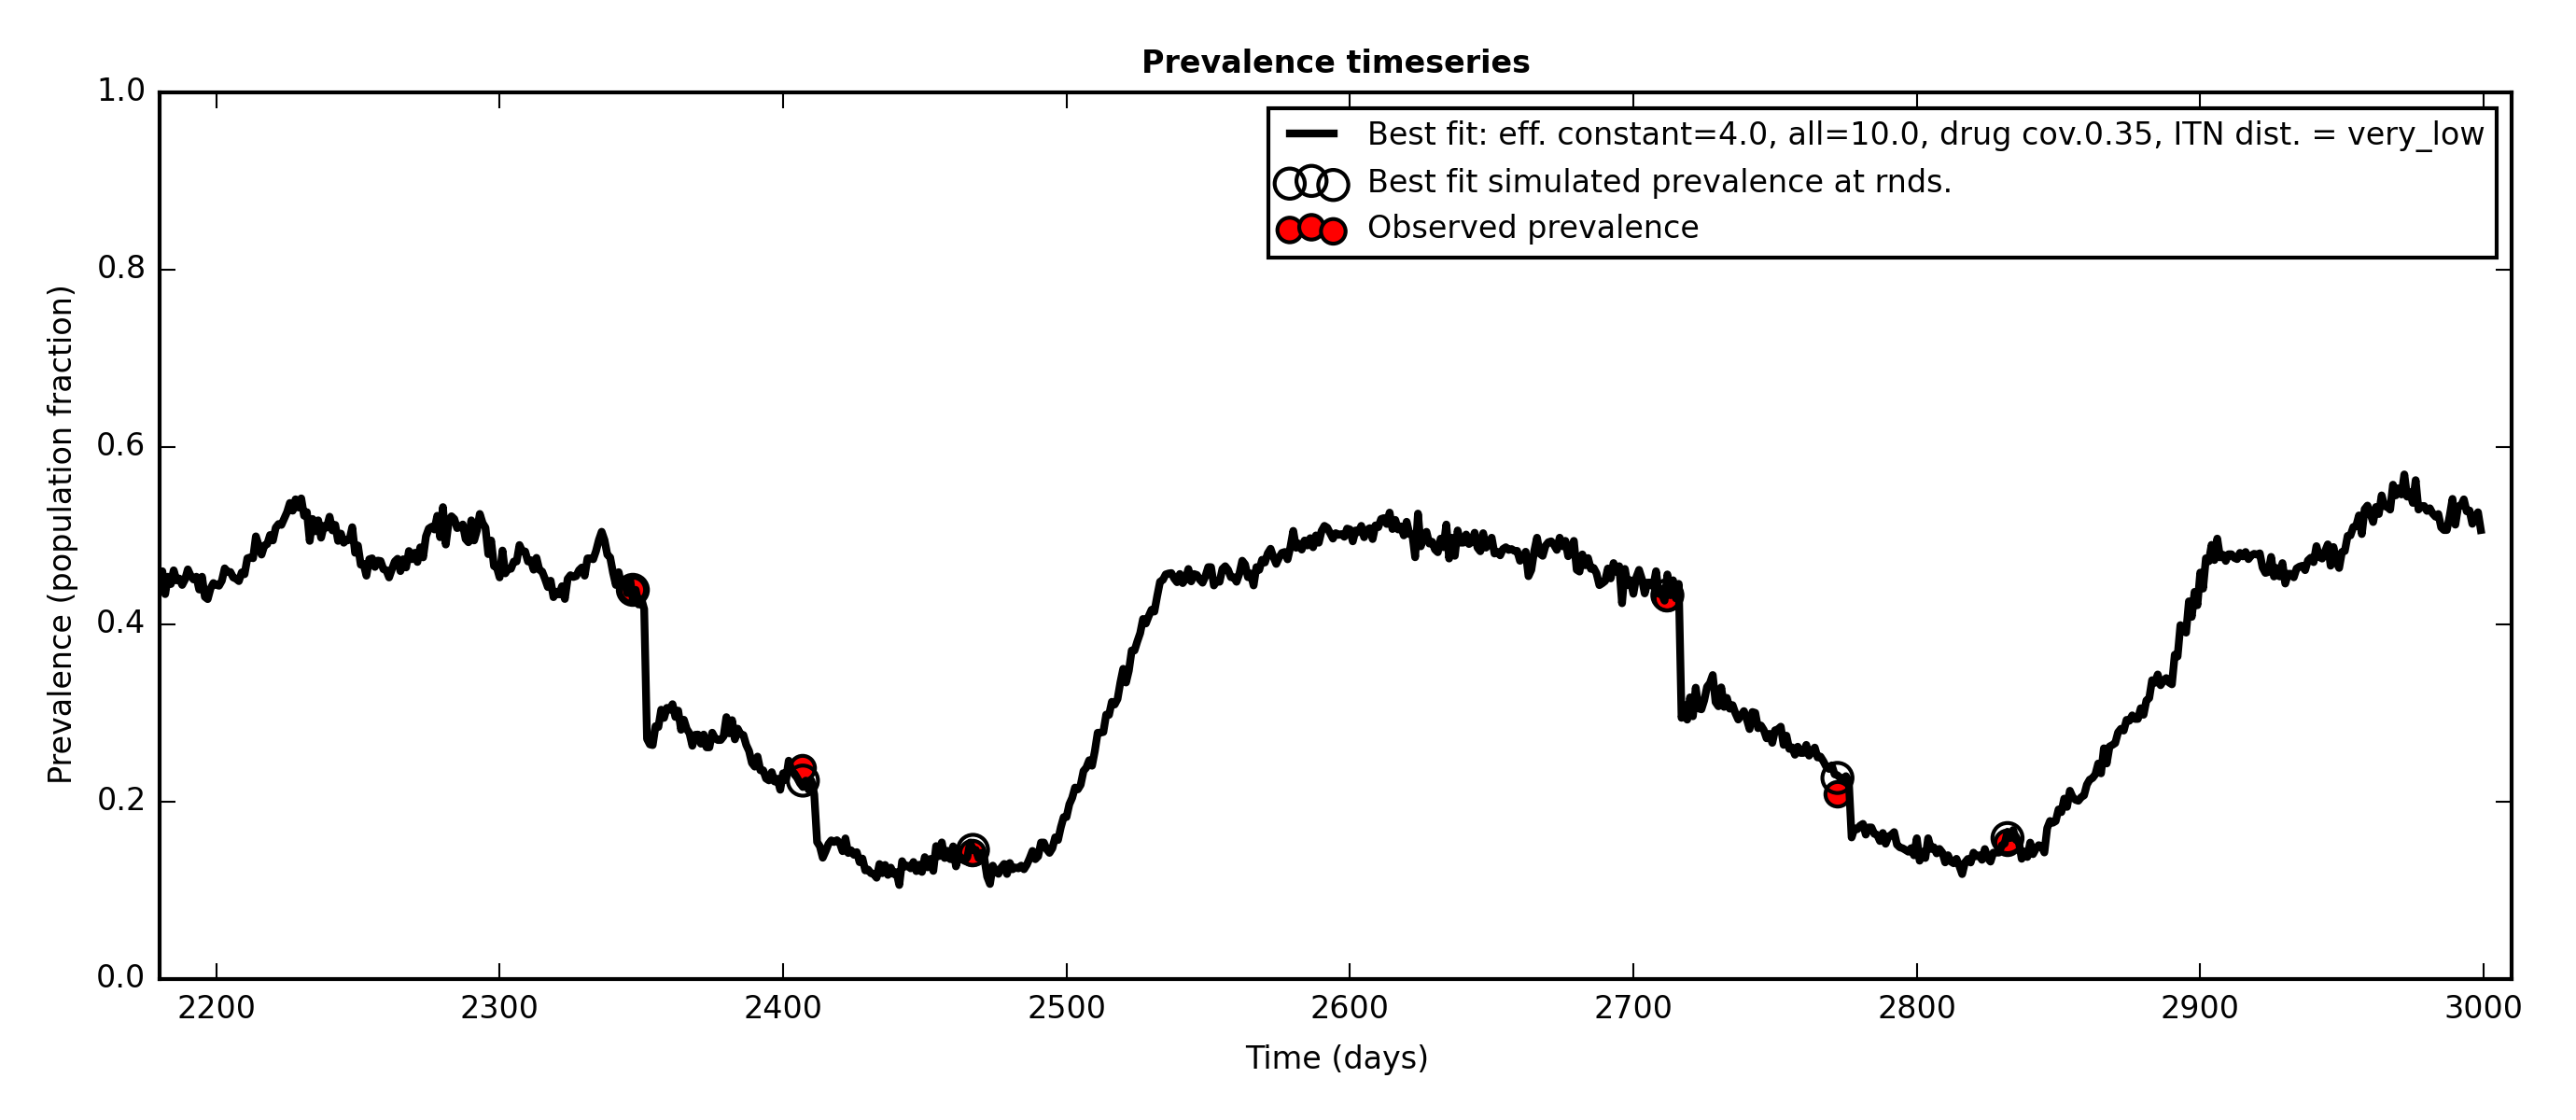 Prevalence timeseries
1.0
0.8
0.6
0.4
0.2
0.0
Prevalence (population fraction)
Best fit: eff. constant=4.0, all=10.0, drug cov.0.35, ITN dist. = very_low
Best fit simulated prevalence at rnds.
Observed prevalence
2200 2300 2400 2500 2600 2700 2800 2900 3000
Time (days)